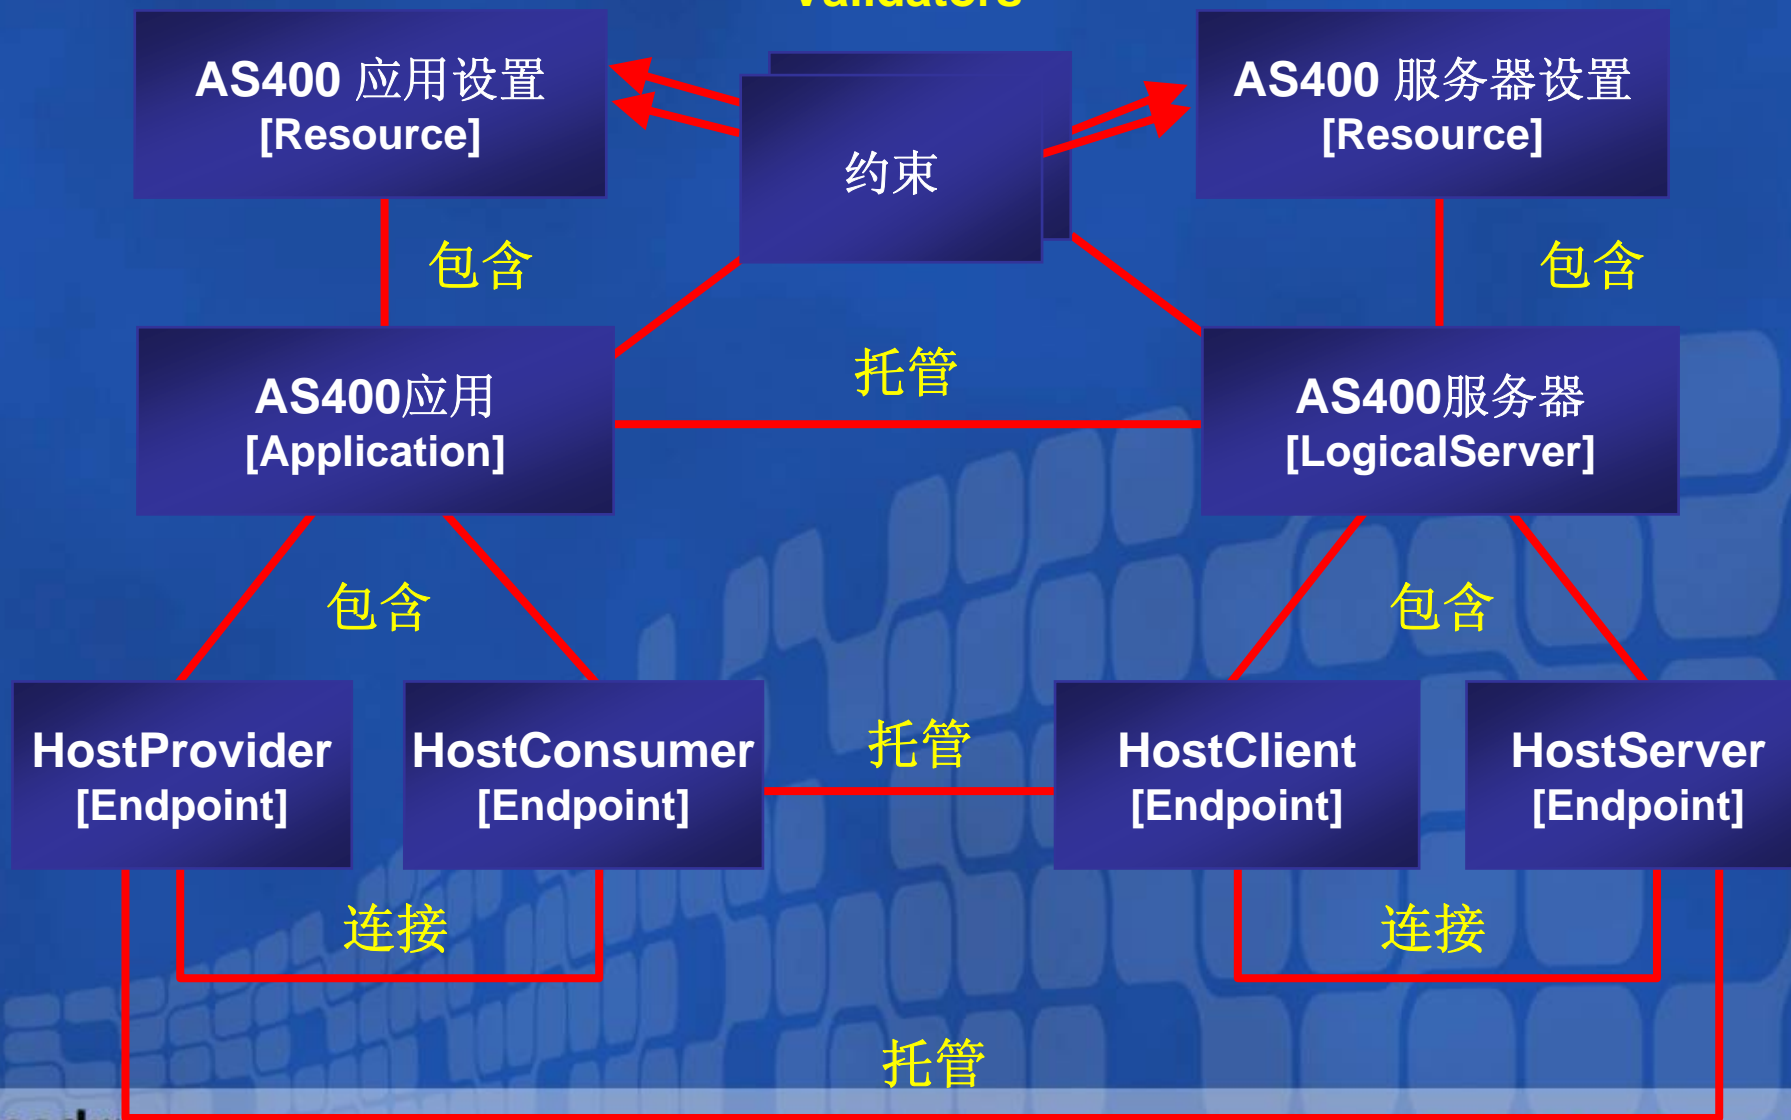 Validators
AS400 应用设置
[Resource]
约束
AS400 服务器设置
[Resource]
包含
包含
托管
AS400应用
[Application]
AS400服务器
[LogicalServer]
包含
包含
HostProvider
[Endpoint]
HostConsumer
[Endpoint]
托管
HostClient
[Endpoint]
HostServer
[Endpoint]
连接
连接
托管